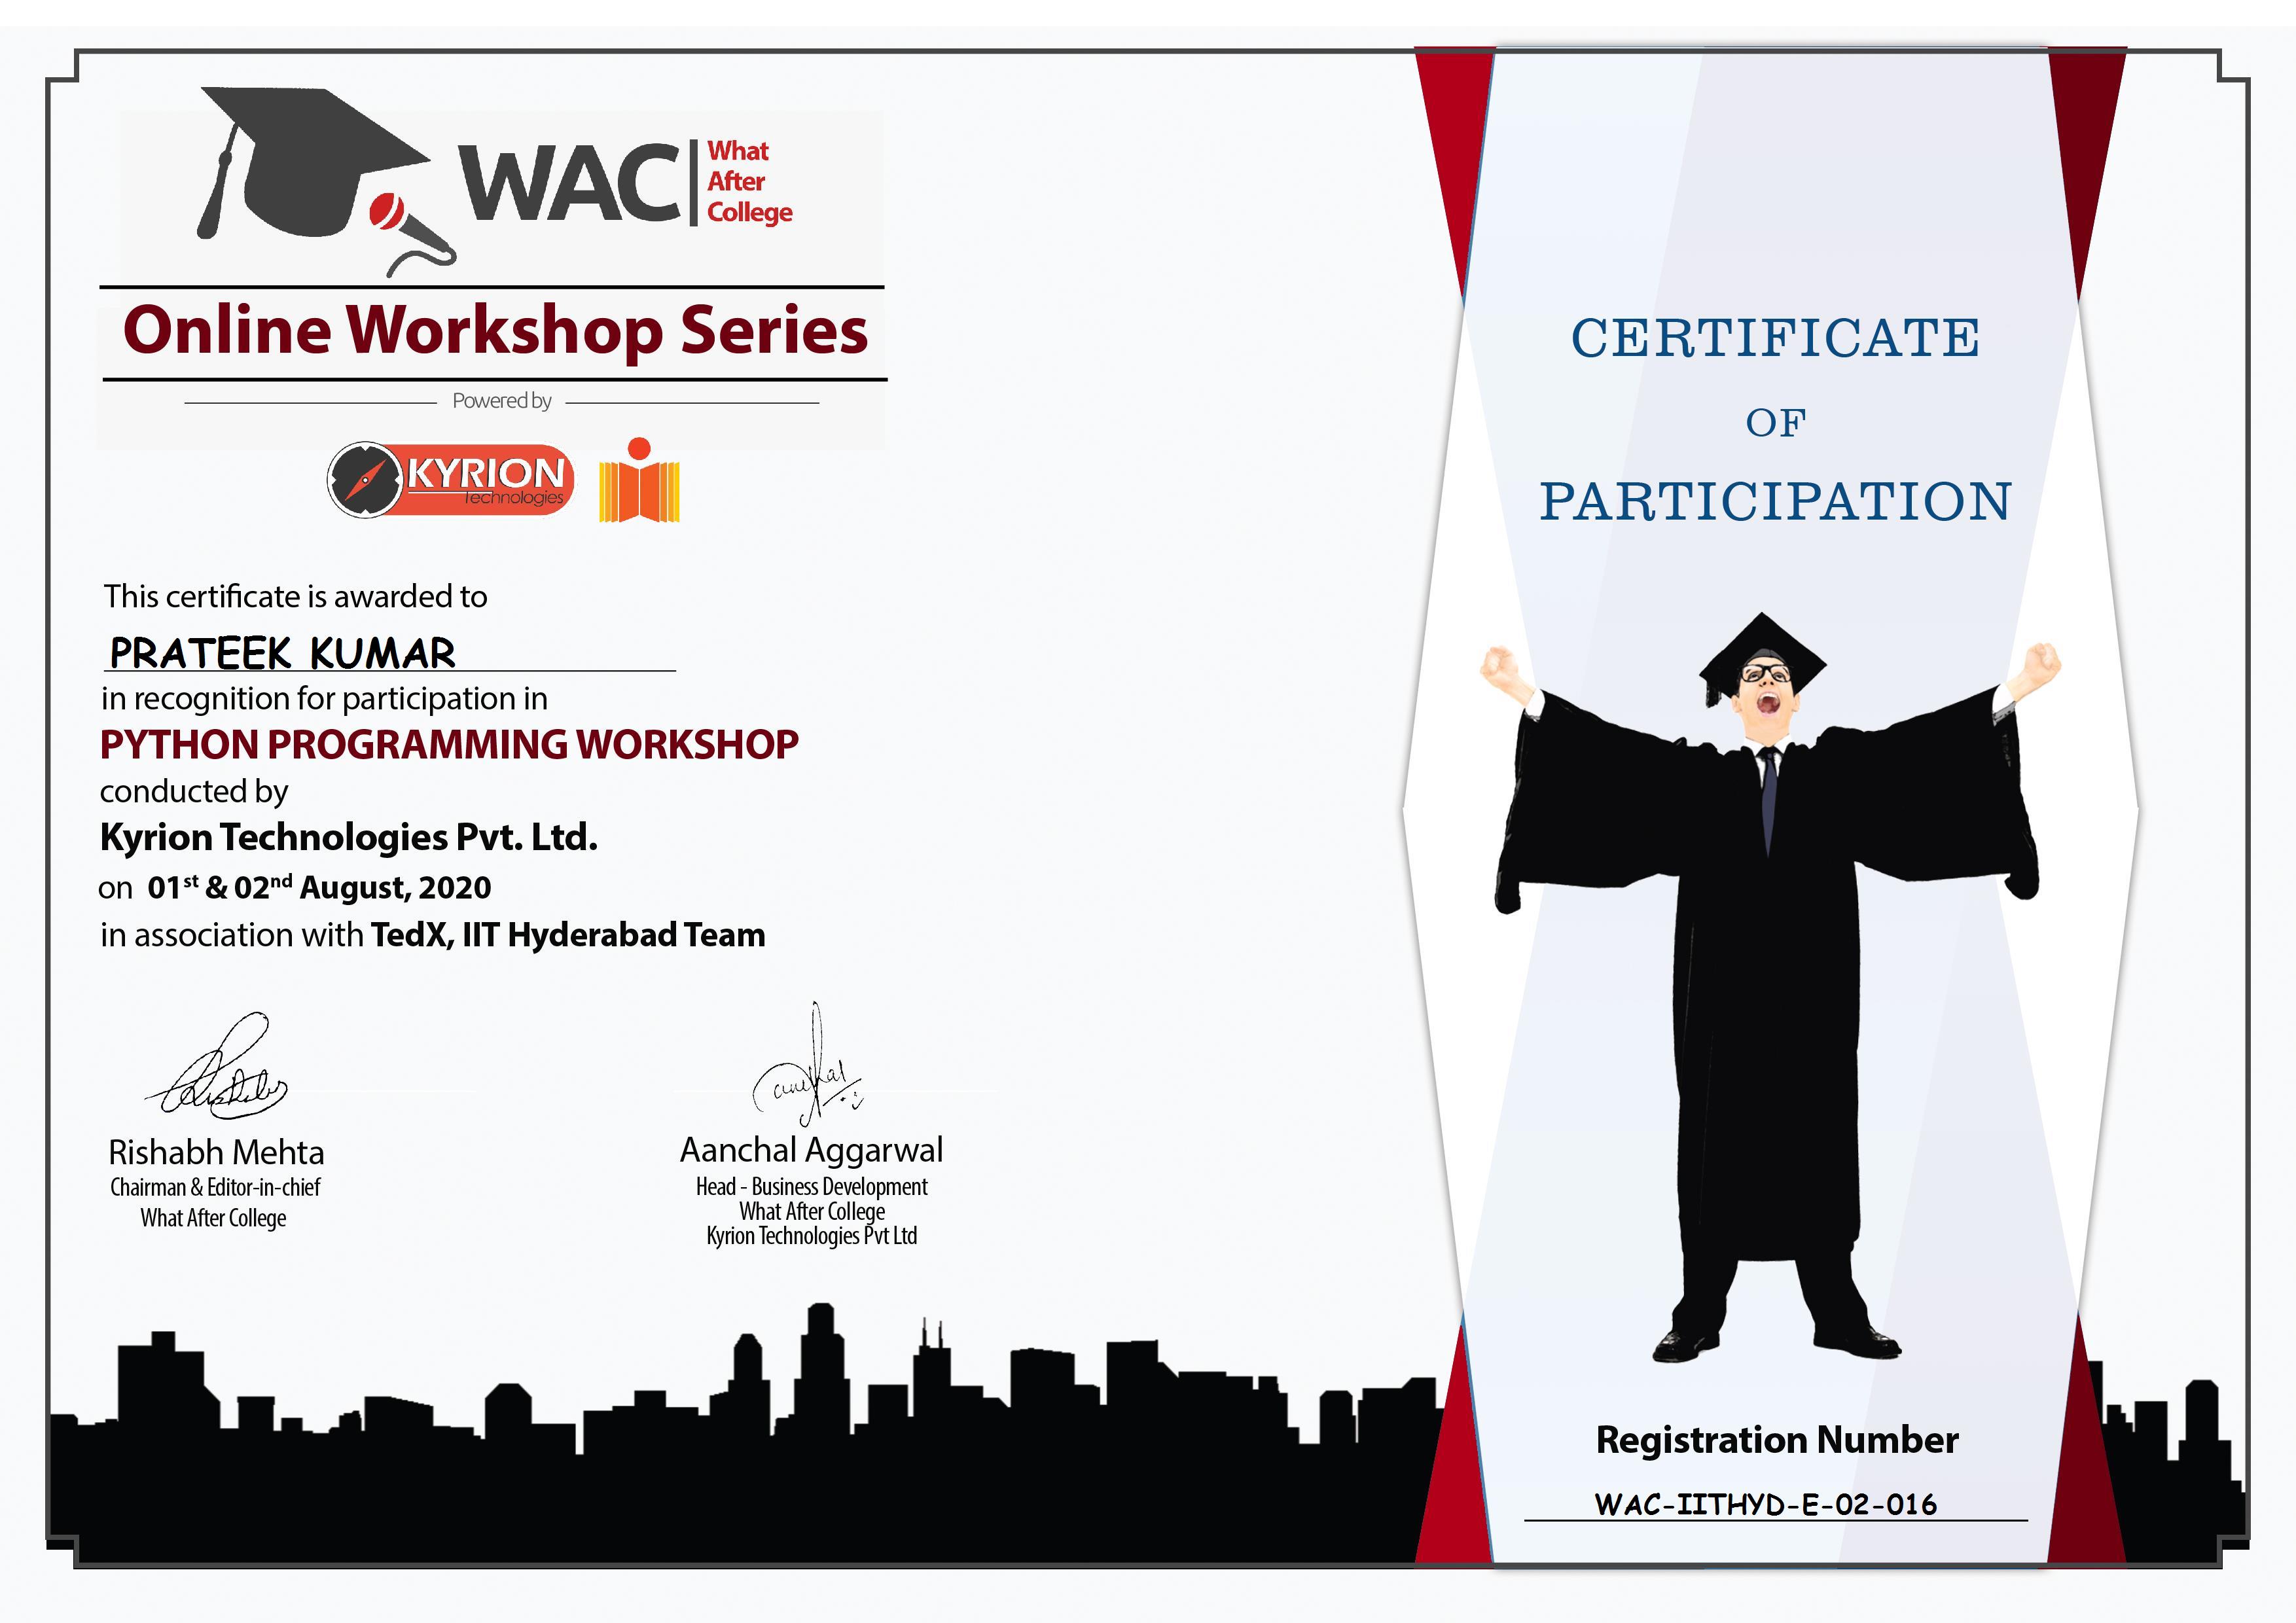 WAC
What
After
College
Online Workshop Series
Powered by
KYRION
Technologies
This certificate is awarded to
PRATEEK KUMAR
in recognition for participation in
PYTHON PROGRAMMING WORKSHOP
conducted by
Kyrion Technologies Pvt. Ltd.
on 01st & 02nd August, 2020
in association with TedX, IIT Hyderabad Team
Rishabh Mehta
Chairman & Editor-in-chief
What After College
Aanchal Aggarwal
Head - Business Development
What After College
Kyrion Technologies Pvt Ltd
CERTIFICATE
OF
PARTICIPATION
Registration Number
WAC-IITHYD-E-02-016